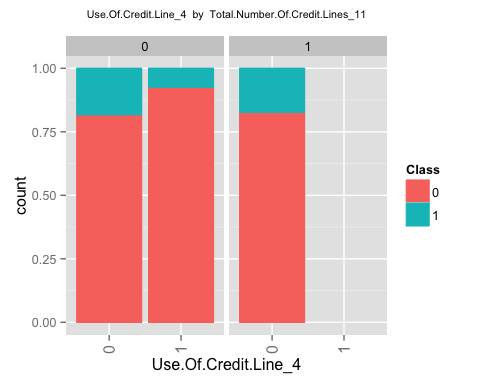 Use.Of.Credit.Line_4 by Total.Number.Of.Credit.Lines_11
0 1
1.00
0.75
0.50
0.25
0.00
count
0 1 0 1
Use.Of.Credit.Line_4
Class
0
1